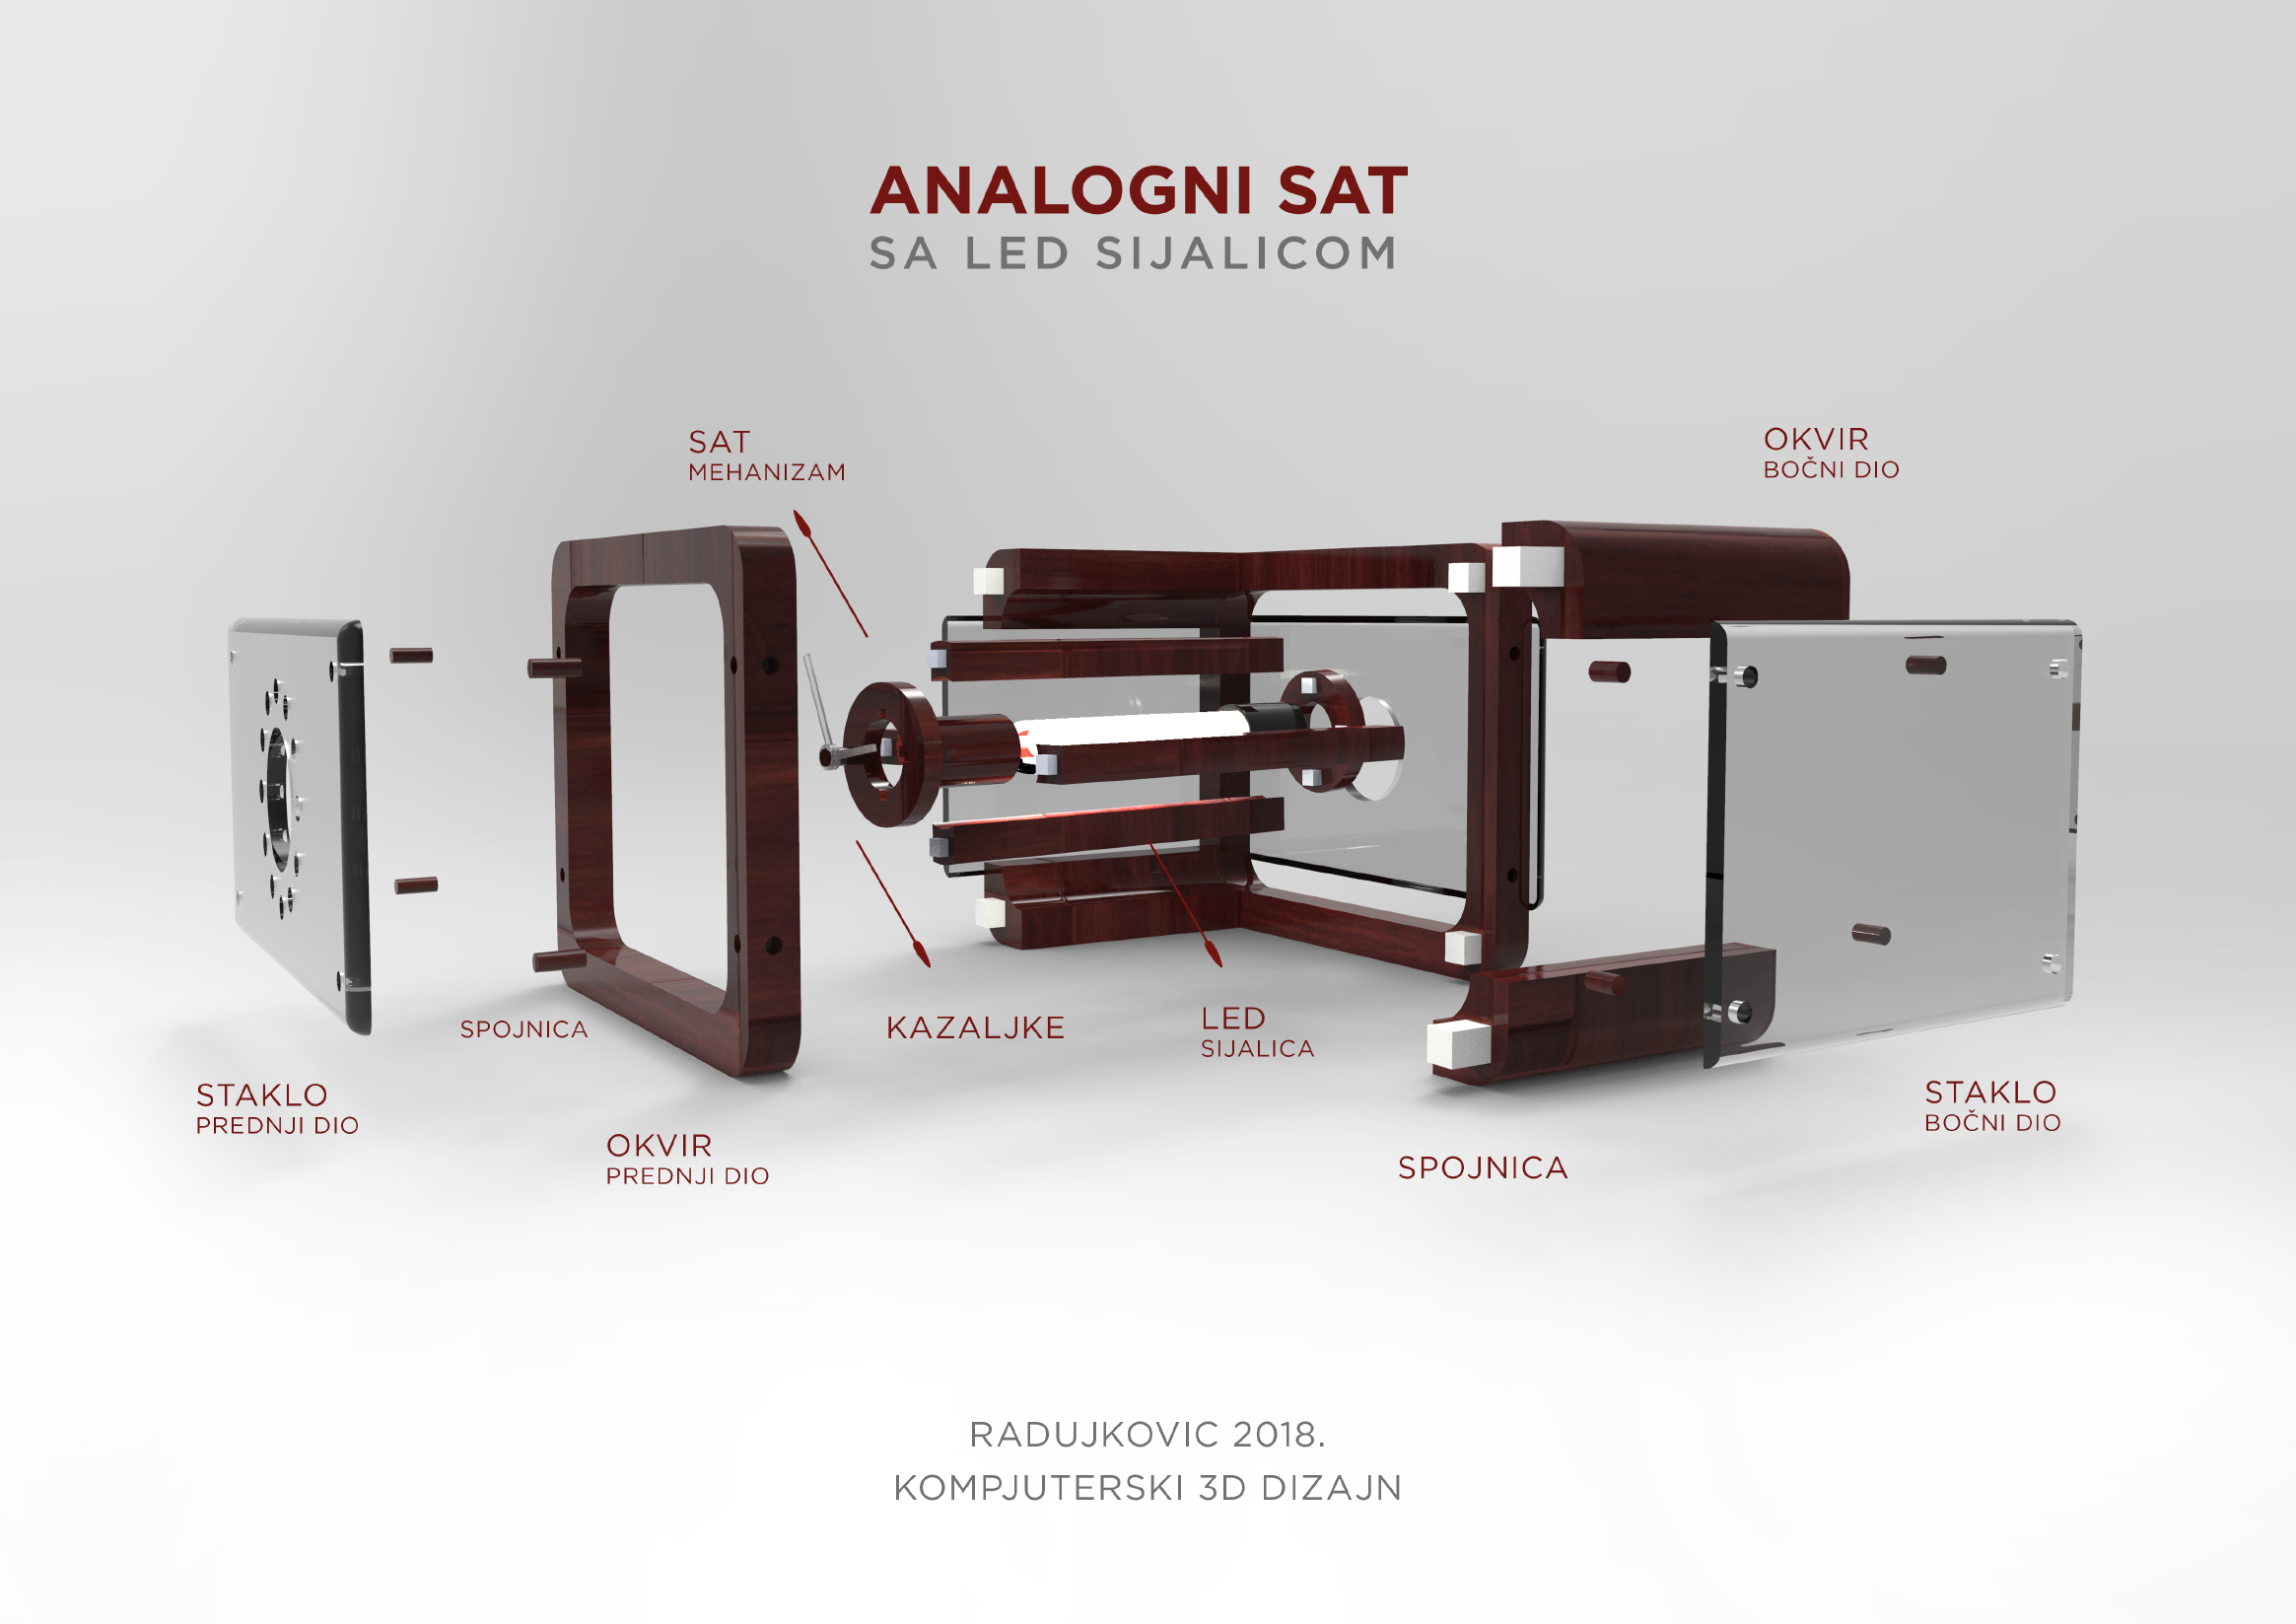 ANALOGNI SAT
SA LED SIJALICOM
SAT
MEHANIZAM
OKVIR
BOČNI DIO
SPOJNICA
KAZALJKE
LED
SIJALICA
STAKLO
PREDNJI DIO
OKVIR
PREDNJI DIO
SPOJNICA
STAKLO
BOČNI DIO
RADUJKOVIC 2018.
KOMPJUTERSKI 3D DIZAJN